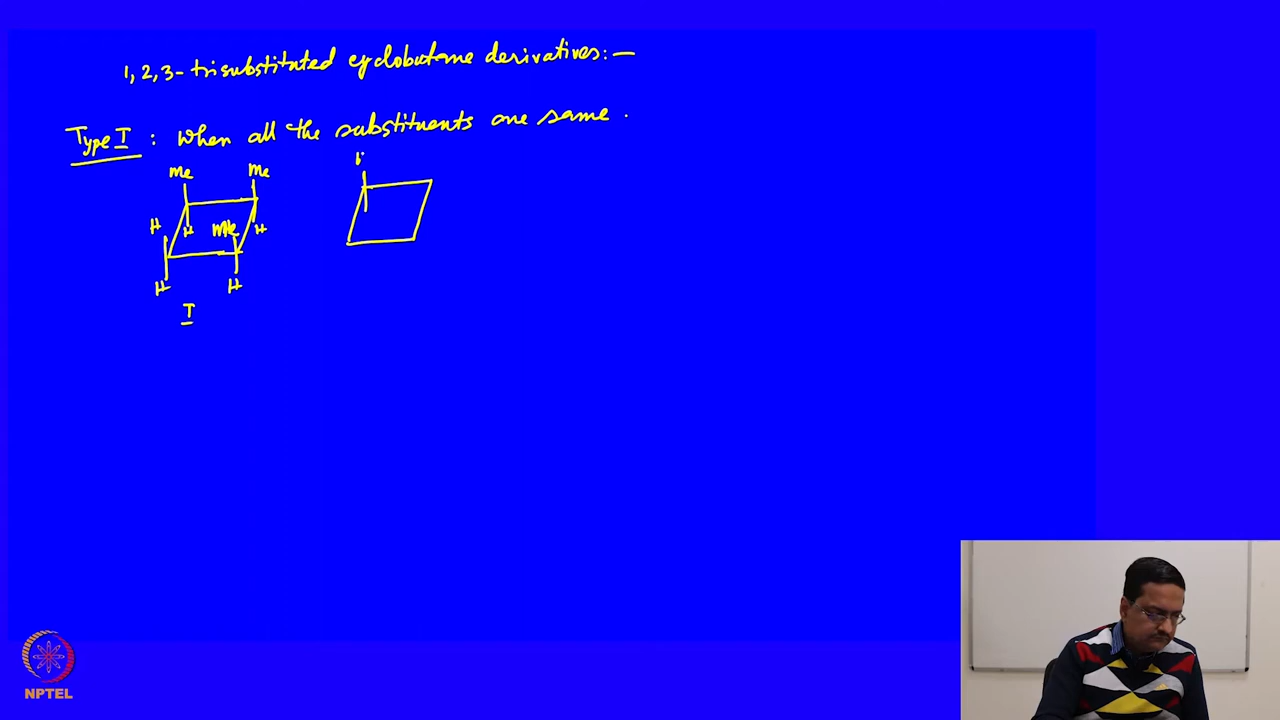 1,2,3-trisubstituted cyclobutane derivatives:—
Type I : When all the substituents are same .
Me Me
H H Me H
H H
I
NPTEL